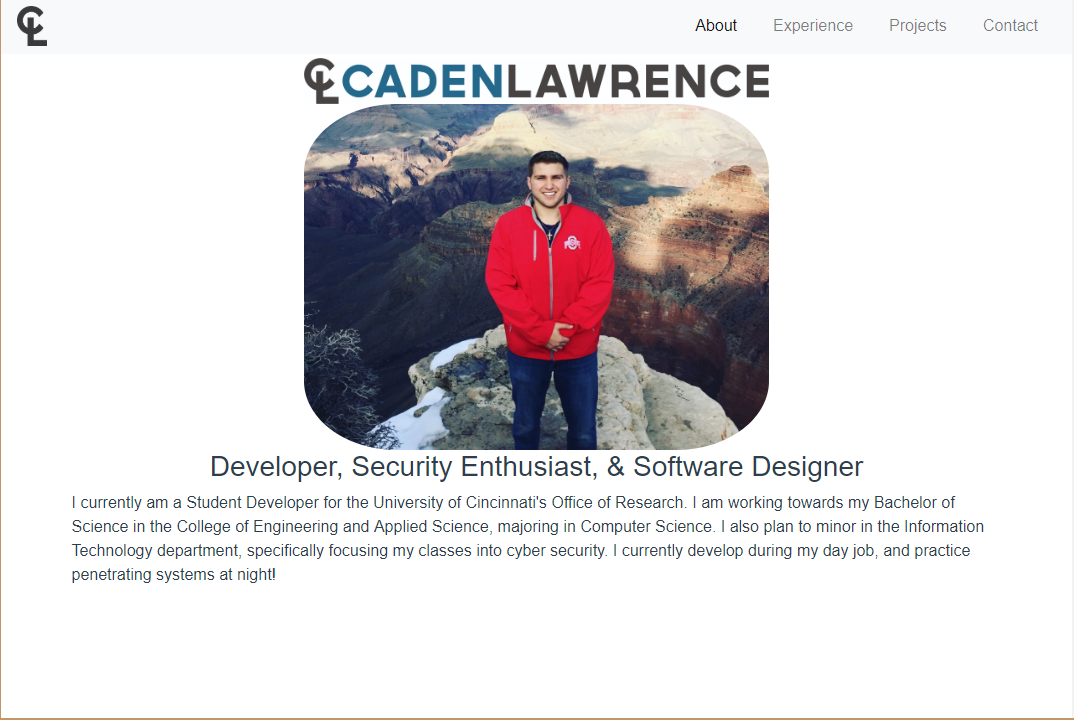 CL
About Experience Projects Contact
CL CADENLAWRENCE
Developer, Security Enthusiast, & Software Designer
I currently am a Student Developer for the University of Cincinnati's Office of Research. I am working towards my Bachelor of
Science in the College of Engineering and Applied Science, majoring in Computer Science. I also plan to minor in the Information
Technology department, specifically focusing my classes into cyber security. I currently develop during my day job, and practice
penetrating systems at night!